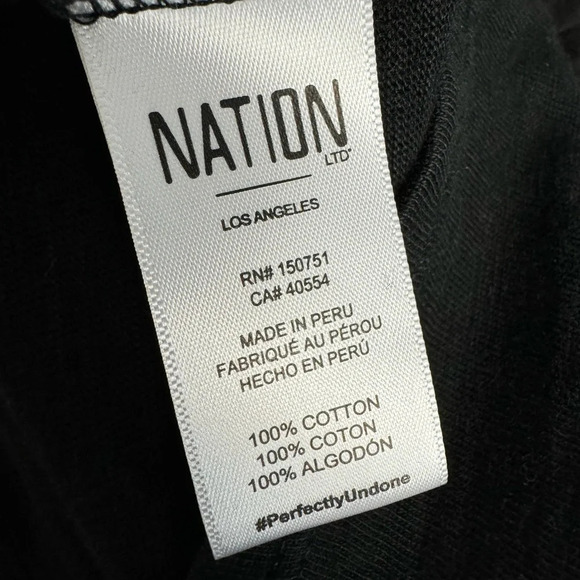 NATION
LTD
LOS ANGELES
RN# 150751
CA# 40554
MADE IN PERU
FABRIQUÉ AU PÉROU
HECHO EN PERÚ
100% COTTON
100% COTON
100% ALGODÓN
#PerfectlyUndone